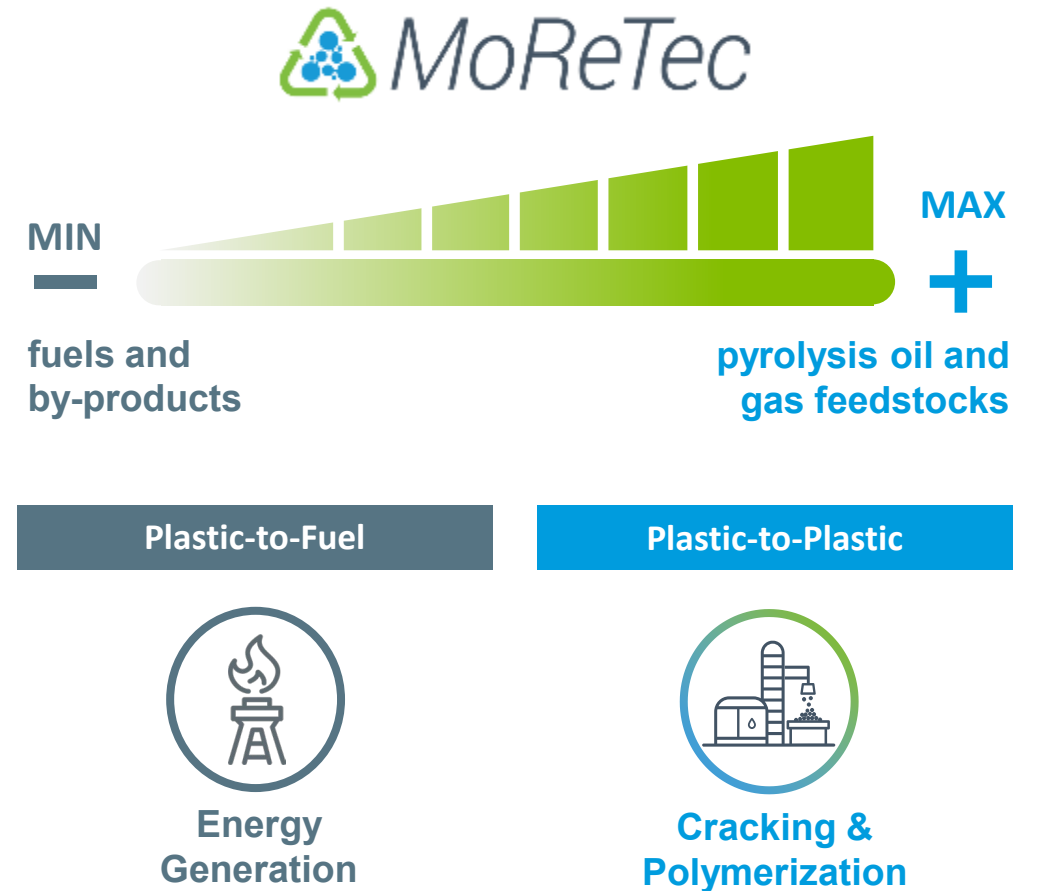 MoReTec
MIN
MAX
fuels and
by-products
pyrolysis oil and
gas feedstocks
Plastic-to-Fuel
Plastic-to-Plastic
Energy
Generation
Cracking &
Polymerization